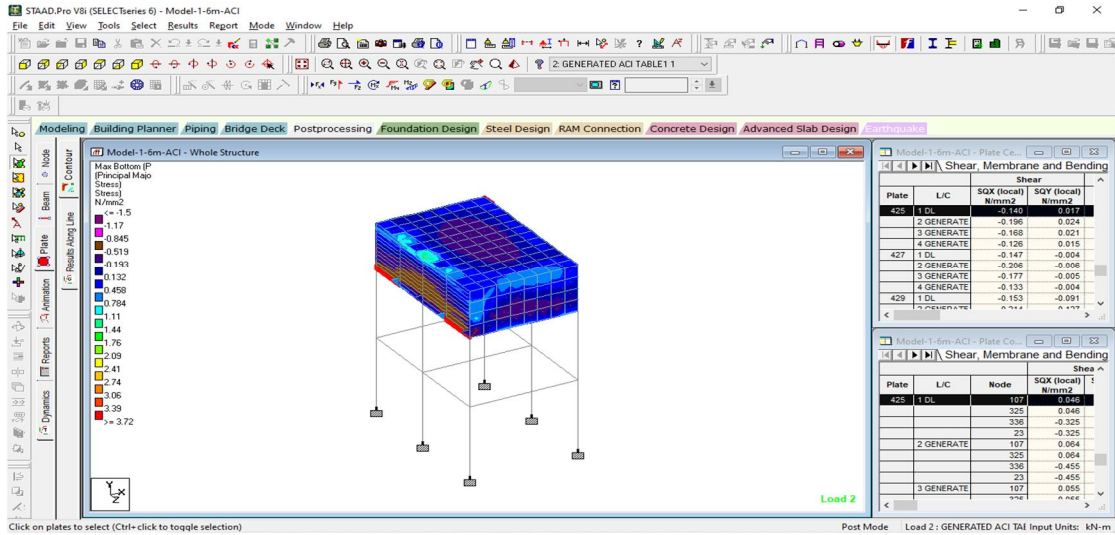 STAAD.Pro V8i (SELECTseries 6) - Model-1-6m-ACI
File Edit View Tools Select Results Report Mode Window Help
2: GENERATED ACI TABLE1 1
Modeling Building Planner Piping Bridge Deck Postprocessing Foundation Design Steel Design RAM Connection Concrete Design Advanced Slab Design Earthquake
Node
Beam
Plate
Animation
Reports
Dynamics
Contour
Results Along Line
Model-1-6m-ACI - Whole Structure
Max Bottom (P
(Principal Majo
Stress)
Stress)
N/mm2
<= -1.5
-1.17
-0.845
-0.519
-0.193
0.132
0.458
0.784
1.11
1.44
1.76
2.09
2.41
2.74
3.06
3.39
>= 3.72
Y
X
Z
Load 2
Model-1-6m-ACI - Plate Ce...
Shear, Membrane and Bending
Shear
Plate L/C SQX (local) N/mm2 SQY (local) N/mm2
425 1 DL -0.140 0.017
2 GENERATE -0.196 0.024
3 GENERATE -0.168 0.021
4 GENERATE -0.126 0.015
427 1 DL -0.147 -0.004
2 GENERATE -0.206 -0.006
3 GENERATE -0.177 -0.005
4 GENERATE -0.133 -0.004
429 1 DL -0.153 -0.091
Model-1-6m-ACI - Plate Co...
Shear, Membrane and Bending
Shea
Plate L/C Node SQX (local) N/mm2 S
425 1 DL 107 0.046
325 0.046
336 -0.325
23 -0.325
2 GENERATE 107 0.064
325 0.064
336 -0.455
23 -0.455
3 GENERATE 107 0.055
Click on plates to select (Ctrl+click to toggle selection)
Post Mode Load 2 : GENERATED ACI TAI Input Units: kN-m